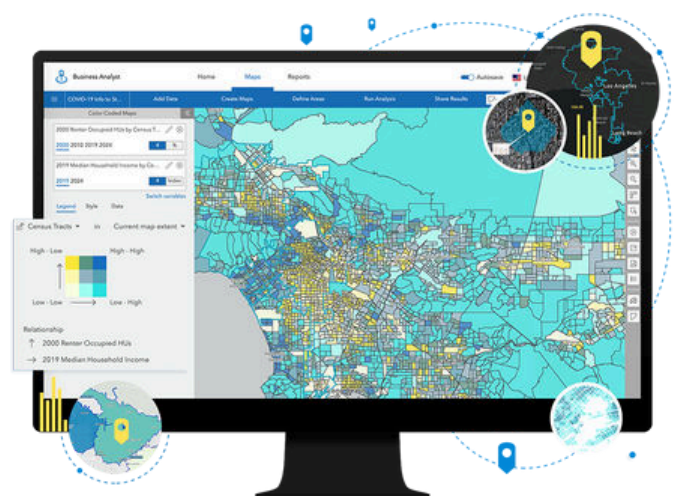 Business Analyst
Home
Maps
Reports
Autosave
COVID-19 Info to St...
Add Data
Create Maps
Define Areas
Run Analysis
Share Results
Color Coded Maps
2000 Renter Occupied HUs by Census T...
2000 2010 2019 2024
#
%
2019 Median Household Income by Ce...
2019 2024
#
Index
Switch variables
Legend
Style
Data
Census Tracts
in
Current map extent
High - Low
High - High
Low - Low
Low - High
Relationship
2000 Renter Occupied HUs
2019 Median Household Income
Los Angeles
Long Beach